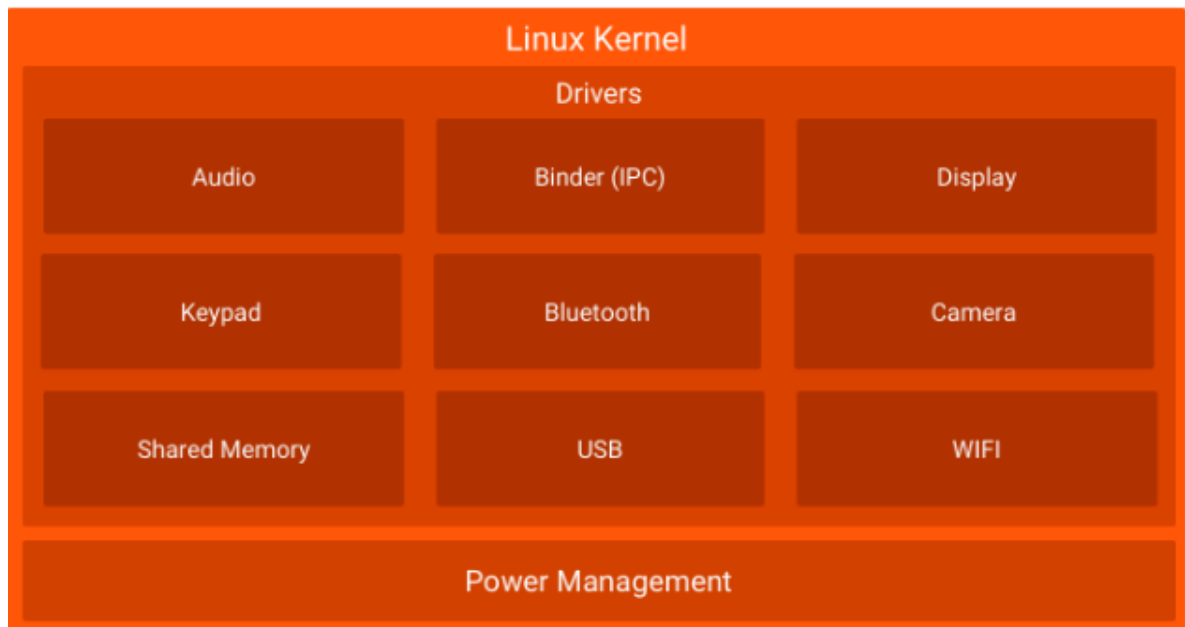 Linux Kernel
Drivers
Audio
Binder (IPC)
Display
Keypad
Bluetooth
Camera
Shared Memory
USB
WIFI
Power Management